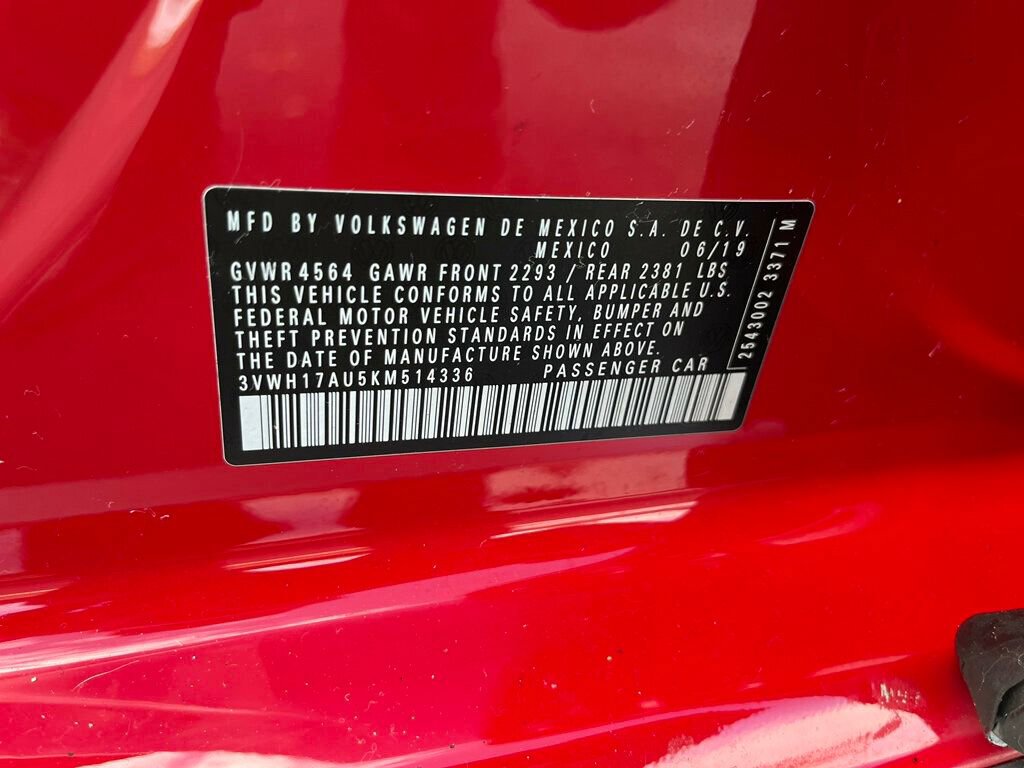 MFD BY VOLKSWAGEN DE MEXICO S.A. DE C.V.
MEXICO 06/19
GVWR 4564 GAWR FRONT 2293 / REAR 2381 LBS
THIS VEHICLE CONFORMS TO ALL APPLICABLE U.S.
FEDERAL MOTOR VEHICLE SAFETY, BUMPER AND
THEFT PREVENTION STANDARDS IN EFFECT ON
THE DATE OF MANUFACTURE SHOWN ABOVE.
3VWH17AU5KM514336 PASSENGER CAR
2543002 3371 M